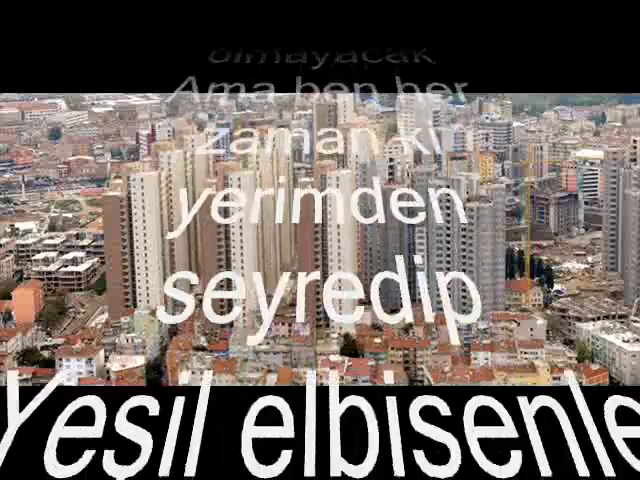 olmayacak
Ama ben her
zaman ki
yerimden
seyredip
Yeşil elbisenle